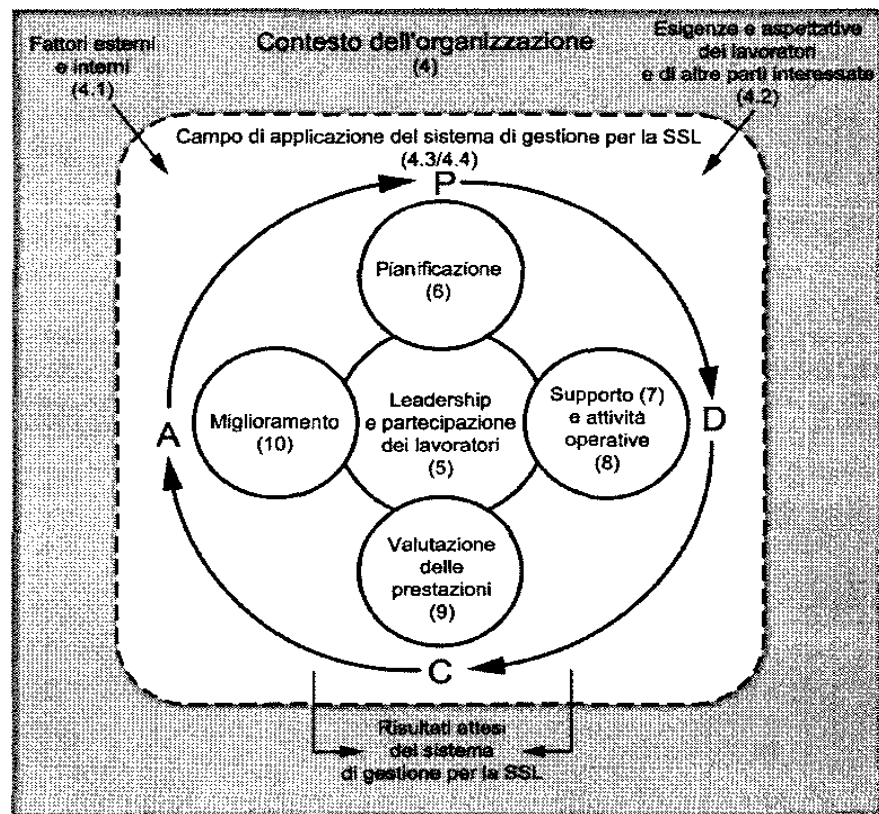 Fattori esterni
e interni
(4.1)
Contesto dell'organizzazione
(4)
Esigenze e aspettative
dei lavoratori
e di altre parti interessate
(4.2)
Campo di applicazione del sistema di gestione per la SSL
(4.3/4.4)
P
Pianificazione
(6)
A
Miglioramento
(10)
Leadership
e partecipazione
dei lavoratori
(5)
Supporto (7)
e attività
operative
(8)
D
Valutazione
delle
prestazioni
(9)
C
Risultati attesi
del sistema
di gestione per la SSL